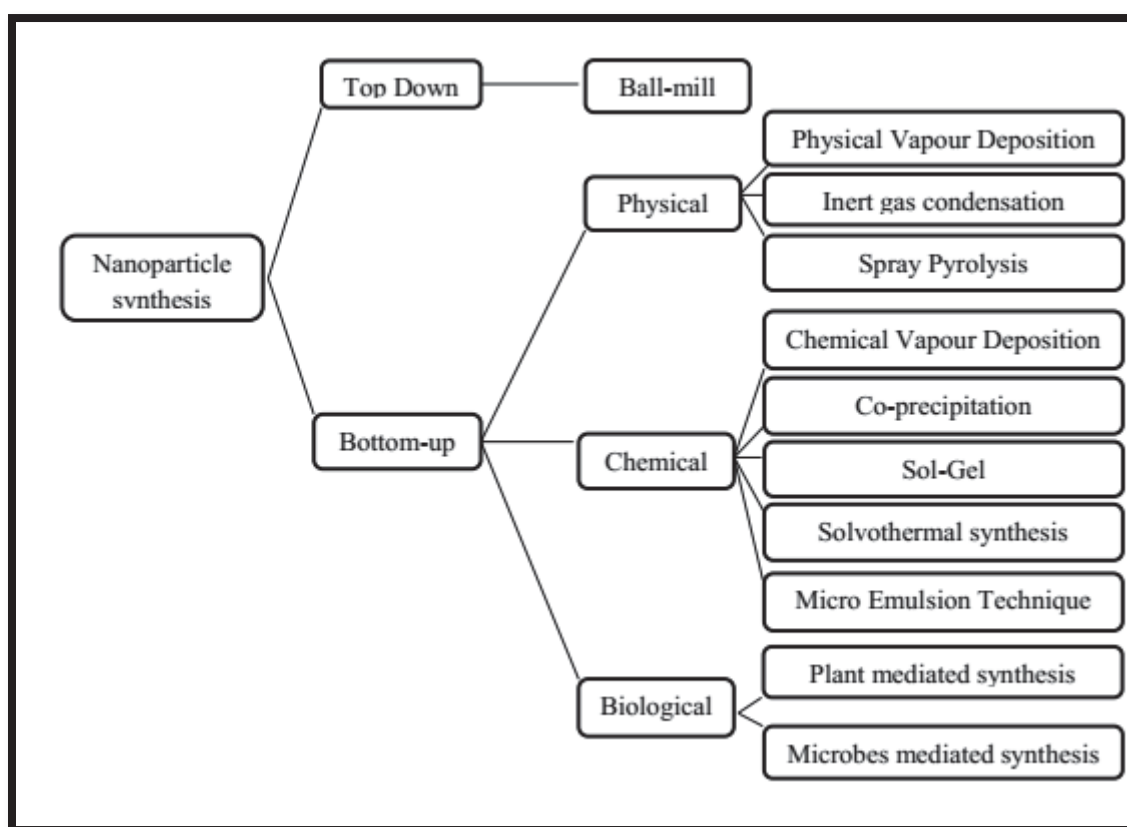 Top Down
Ball-mill
Physical Vapour Deposition
Physical
Inert gas condensation
Spray Pyrolysis
Nanoparticle
synthesis
Chemical Vapour Deposition
Co-precipitation
Bottom-up
Chemical
Sol-Gel
Solvothermal synthesis
Micro Emulsion Technique
Plant mediated synthesis
Biological
Microbes mediated synthesis